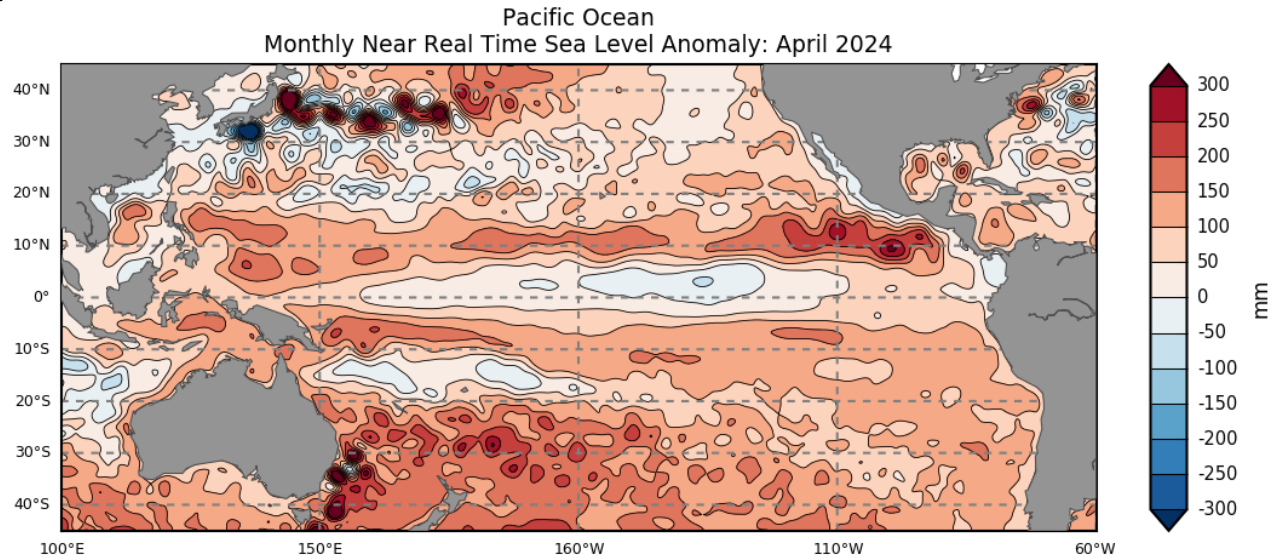 Pacific Ocean
Monthly Near Real Time Sea Level Anomaly: April 2024
40°N
30°N
20°N
10°N
0°
10°S
20°S
30°S
40°S
100°E
150°E
160°W
110°W
60°W
300
250
200
150
100
50
0
-50
-100
-150
-200
-250
-300
mm